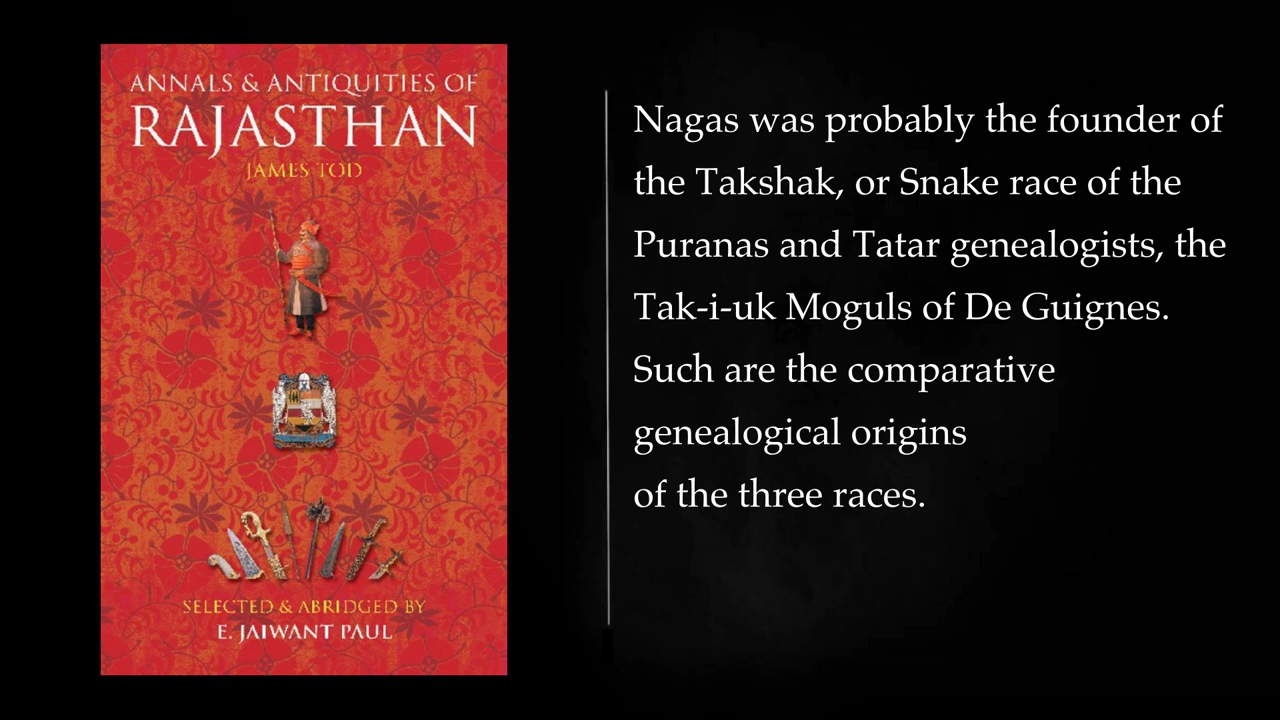 ANNALS & ANTIQUITIES OF
RAJASTHAN
JAMES TOD
SELECTED & ABRIDGED BY
E. JAIWANT PAUL
Nagas was probably the founder of
the Takshak, or Snake race of the
Puranas and Tatar genealogists, the
Tak-i-uk Moguls of De Guignes.
Such are the comparative
genealogical origins
of the three races.